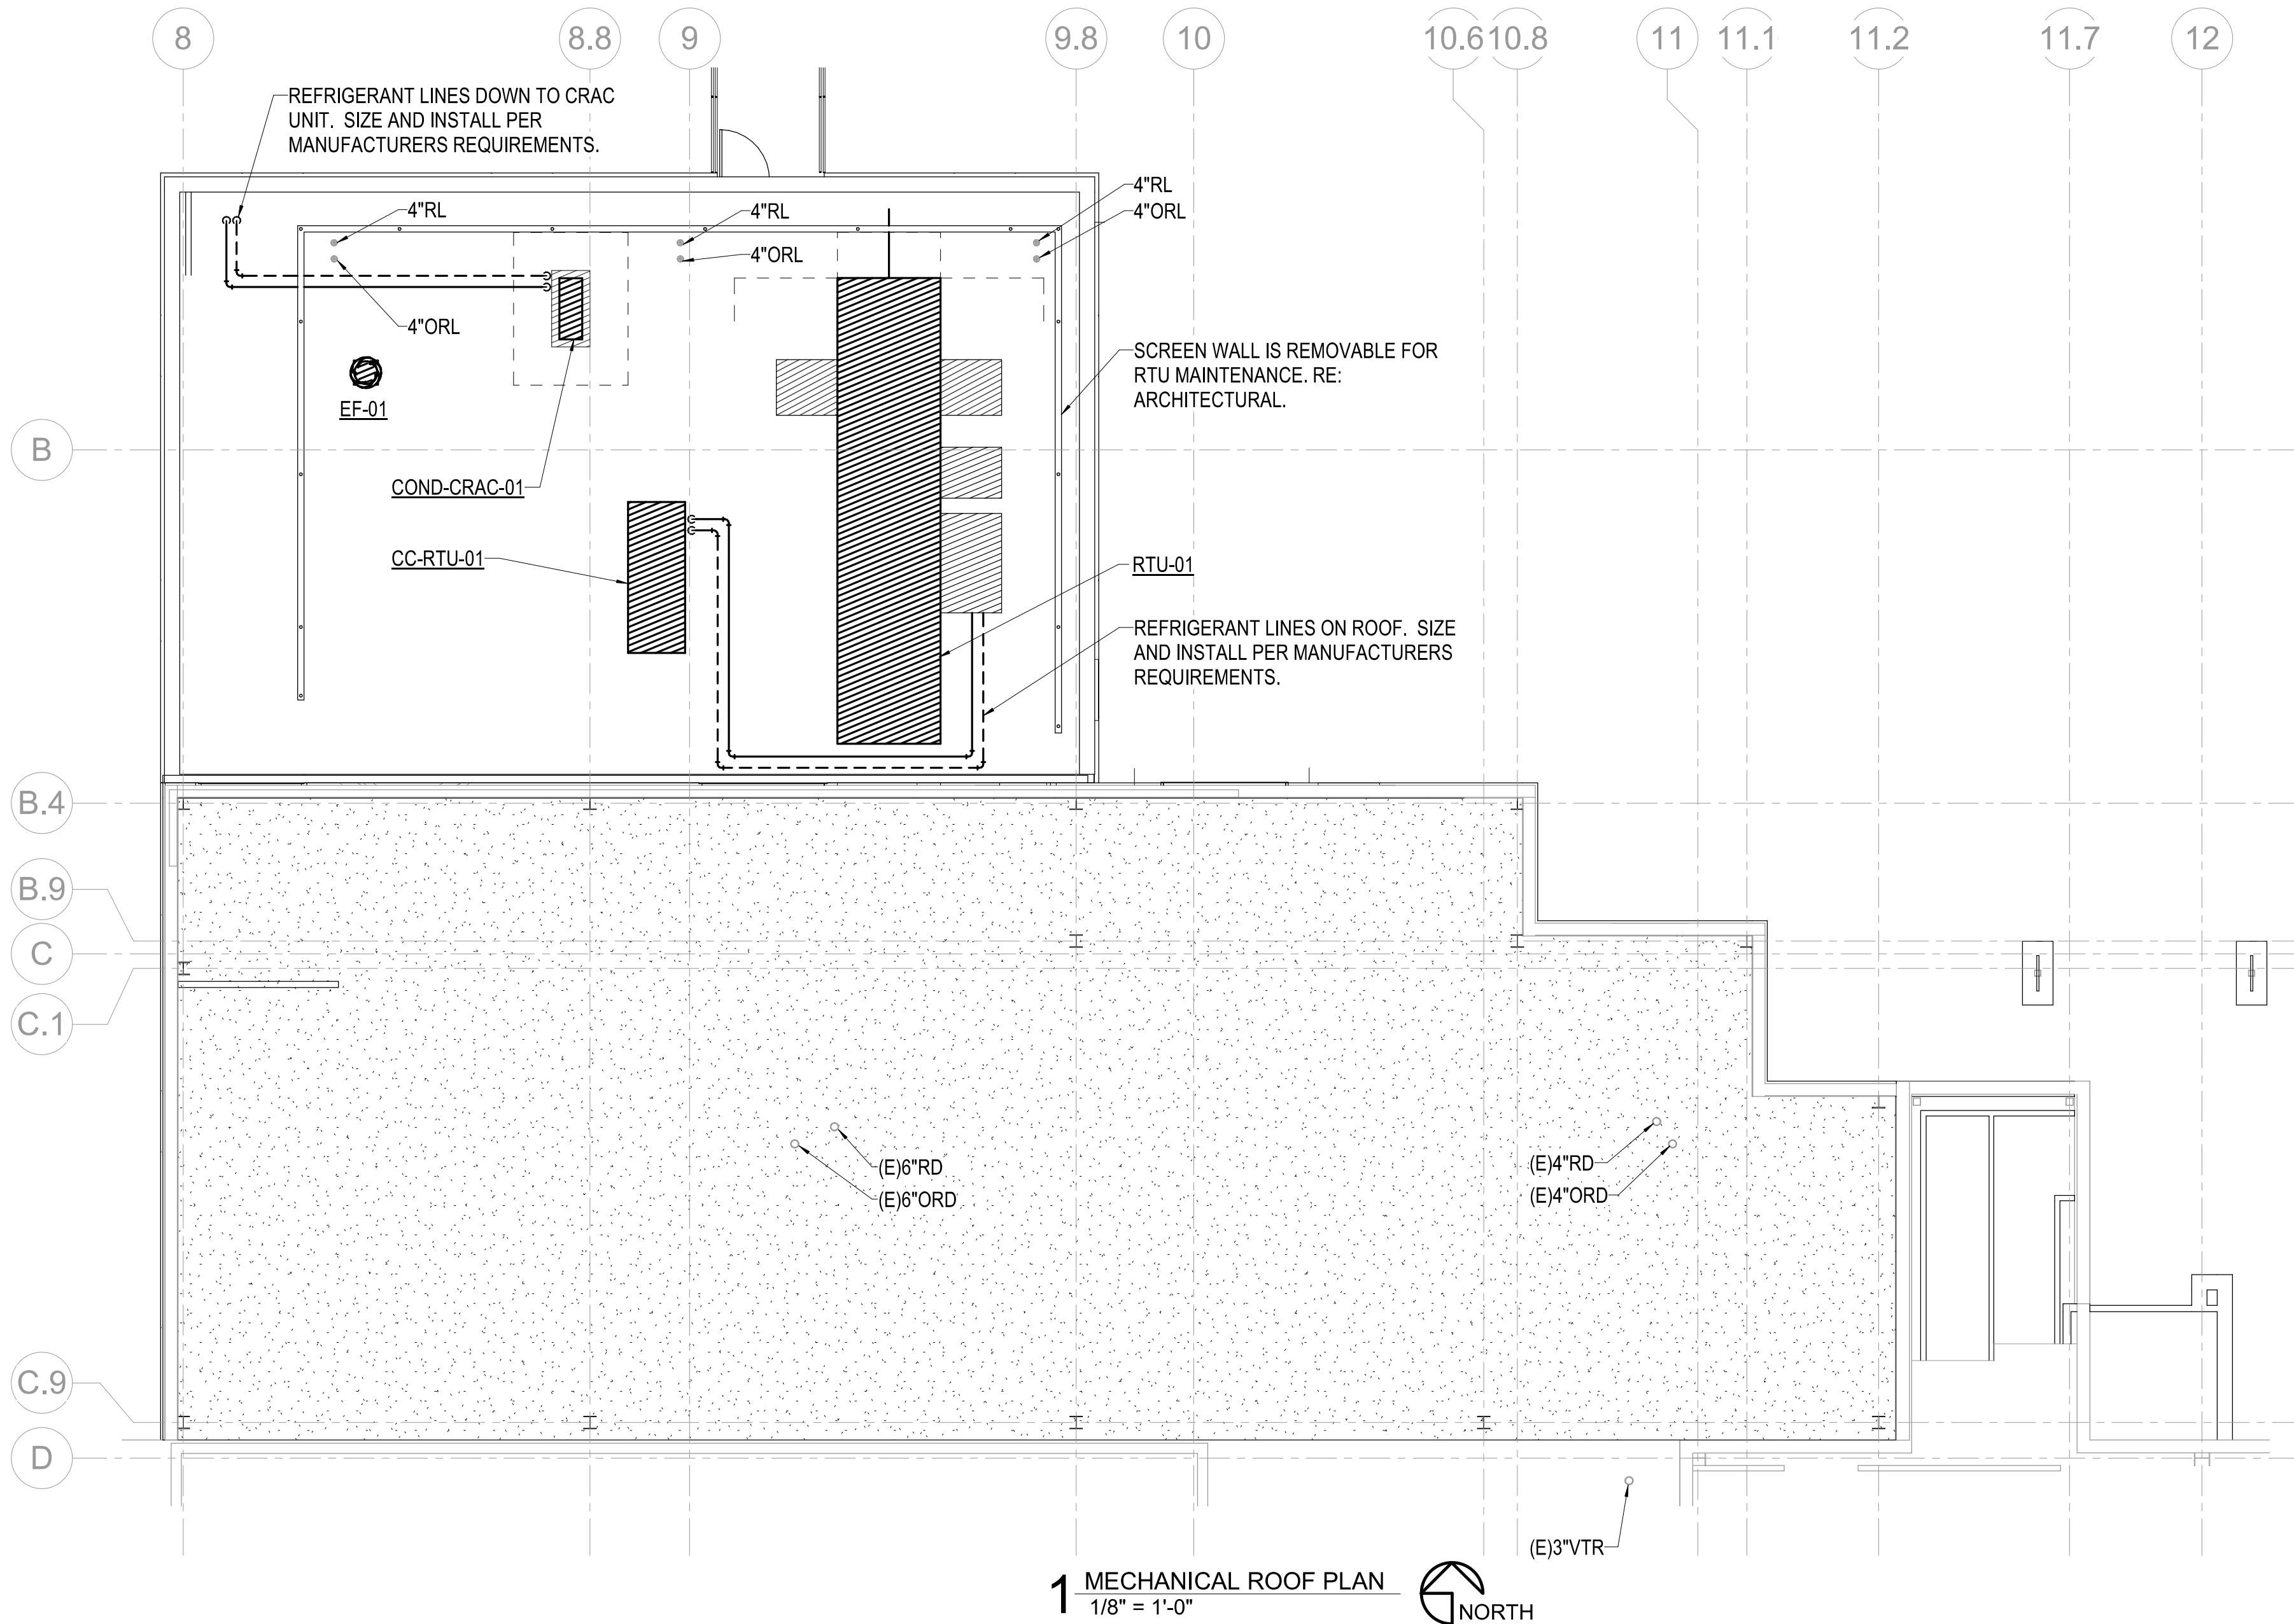 8
8.8
9
9.8
10
10.6
10.8
11
11.1
11.2
11.7
12
REFRIGERANT LINES DOWN TO CRAC
UNIT. SIZE AND INSTALL PER
MANUFACTURERS REQUIREMENTS.
4"RL
4"ORL
4"RL
4"ORL
4"RL
4"ORL
EF-01
SCREEN WALL IS REMOVABLE FOR
RTU MAINTENANCE. RE:
ARCHITECTURAL.
B
COND-CRAC-01
CC-RTU-01
RTU-01
REFRIGERANT LINES ON ROOF. SIZE
AND INSTALL PER MANUFACTURERS
REQUIREMENTS.
B.4
B.9
C
C.1
(E)6"RD
(E)6"ORD
(E)4"RD
(E)4"ORD
C.9
D
(E)3"VTR
1 MECHANICAL ROOF PLAN
1/8" = 1'-0"
NORTH